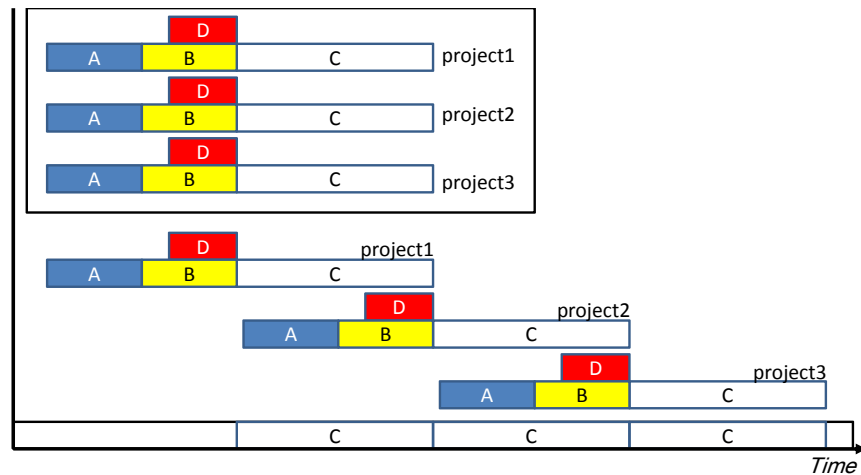 D
A B C project1
D
A B C project2
D
A B C project3
D project1
A B C
D project2
A B C
D project3
A B C
C C C
Time